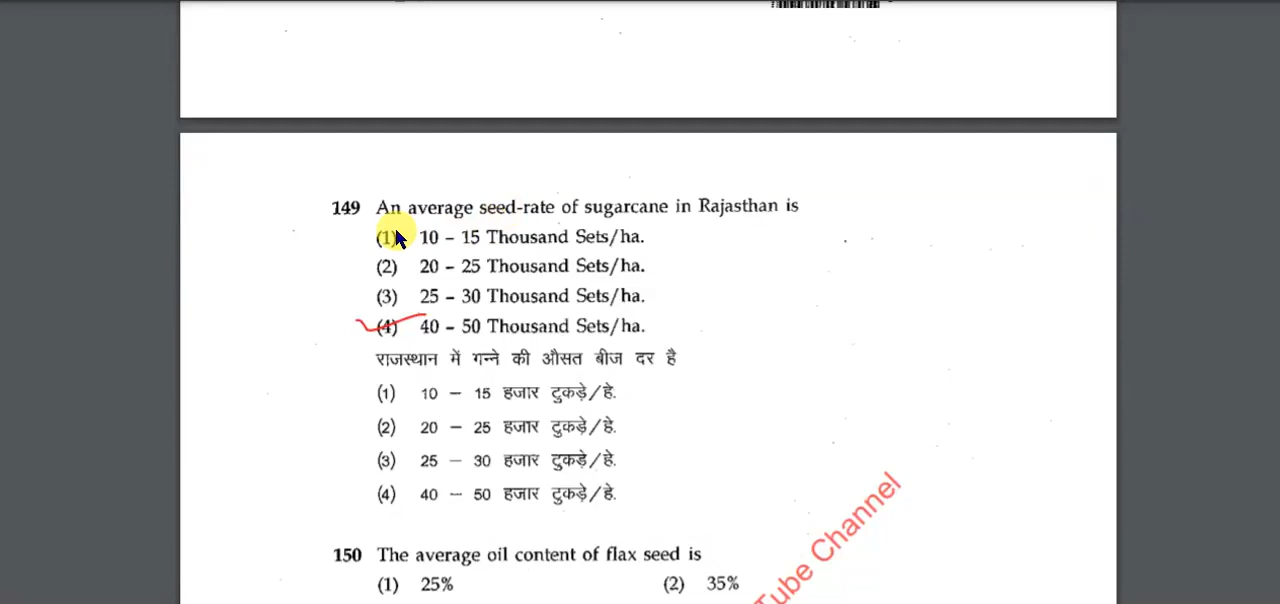 149 An average seed-rate of sugarcane in Rajasthan is
(1) 10 – 15 Thousand Sets/ha.
(2) 20 – 25 Thousand Sets/ha.
(3) 25 – 30 Thousand Sets/ha.
(4) 40 – 50 Thousand Sets/ha.
राजस्थान में गन्ने की औसत बीज दर है
(1) 10 – 15 हजार टुकड़े/हे.
(2) 20 – 25 हजार टुकड़े/हे.
(3) 25 – 30 हजार टुकड़े/हे.
(4) 40 – 50 हजार टुकड़े/हे.
150 The average oil content of flax seed is
(1) 25% (2) 35%
Tube Channel